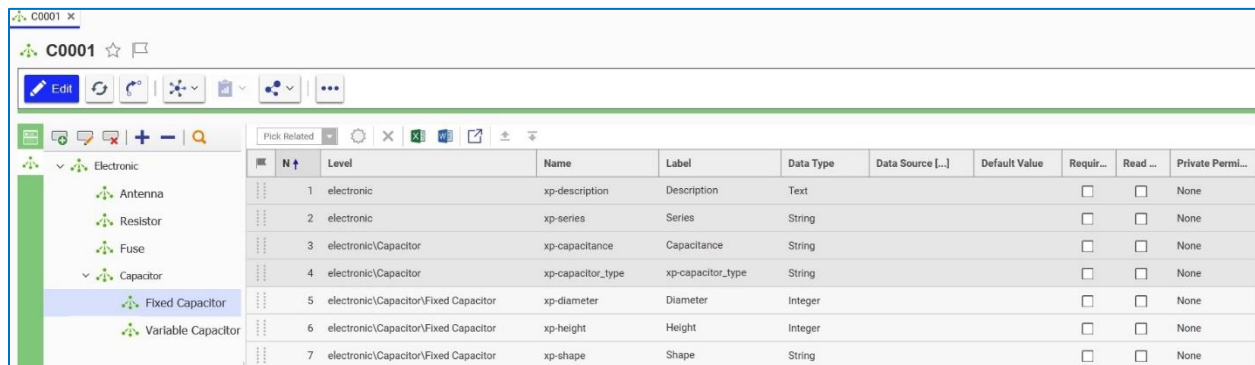 C0001 ×
C0001
Edit
Pick Related
Electronic
Antenna
Resistor
Fuse
Capacitor
Fixed Capacitor
Variable Capacitor
N Level Name Label Data Type Data Source [...] Default Value Requir... Read ... Private Permi...
1 electronic xp-description Description Text None
2 electronic xp-series Series String None
3 electronic\Capacitor xp-capacitance Capacitance String None
4 electronic\Capacitor xp-capacitor_type xp-capacitor_type String None
5 electronic\Capacitor\Fixed Capacitor xp-diameter Diameter Integer None
6 electronic\Capacitor\Fixed Capacitor xp-height Height Integer None
7 electronic\Capacitor\Fixed Capacitor xp-shape Shape String None